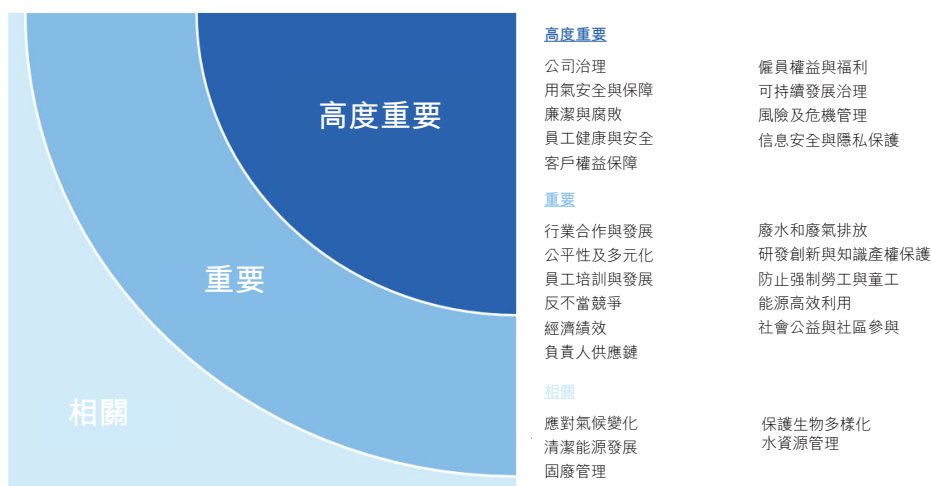 高度重要
重要
相關
高度重要
公司治理
用氣安全與保障
廉潔與腐敗
員工健康與安全
客戶權益保障
僱員權益與福利
可持續發展治理
風險及危機管理
信息安全與隱私保護
重要
行業合作與發展
公平性及多元化
員工培訓與發展
反不當競爭
經濟績效
負責人供應鏈
廢水和廢氣排放
研發創新與知識產權保護
防止强制勞工與童工
能源高效利用
社會公益與社區參與
相關
應對氣候變化
清潔能源發展
固廢管理
保護生物多樣化
水資源管理